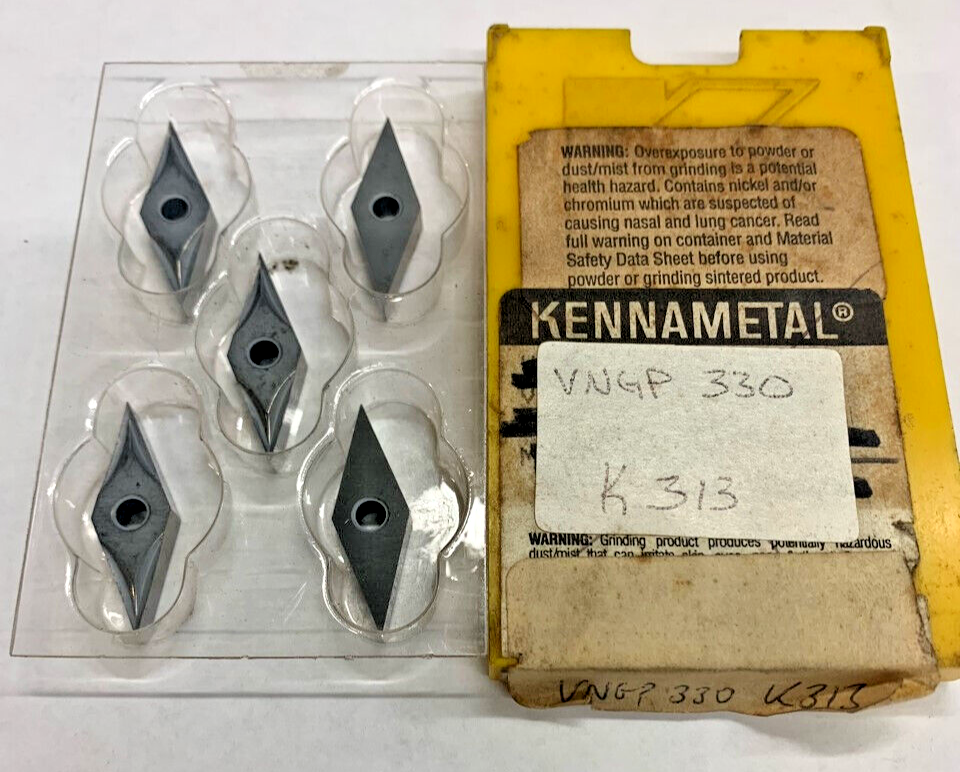 WARNING: Overexposure to powder or
dust/mist from grinding is a potential
health hazard. Contains nickel and/or
chromium which are suspected of
causing nasal and lung cancer. Read
full warning on container and Material
Safety Data Sheet before using
powder or grinding sintered product.
KENNAMETAL®
VNGP 330
K313
WARNING: Grinding product produces potentially hazardous
dust/mist that can irritate skin, eyes,
VNGP 330 K313